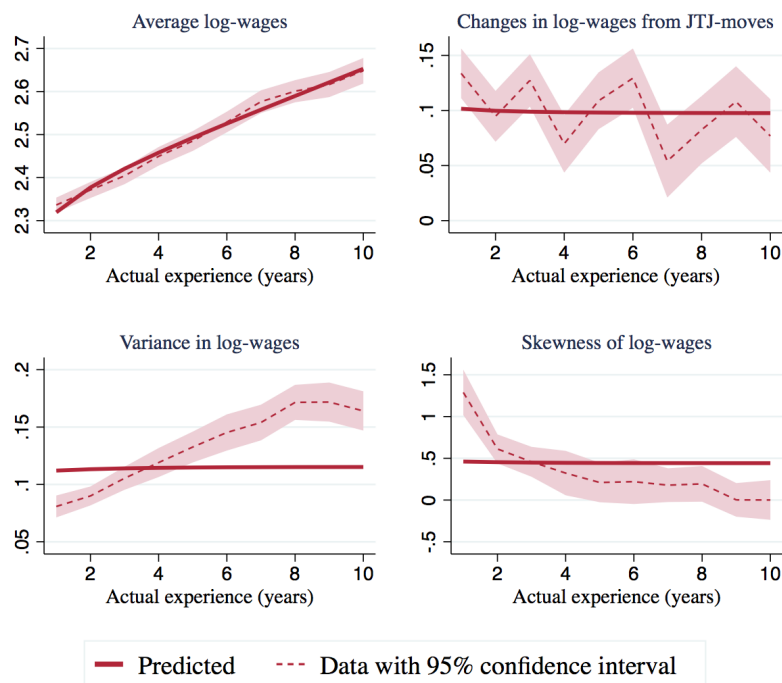 Average log-wages
2.3 2.4 2.5 2.6 2.7
2 4 6 8 10
Actual experience (years)
Changes in log-wages from JTJ-moves
0 .05 .1 .15
2 4 6 8 10
Actual experience (years)
Variance in log-wages
.05 .1 .15 .2
2 4 6 8 10
Actual experience (years)
Skewness of log-wages
-.5 0 .5 1 1.5
2 4 6 8 10
Actual experience (years)
Predicted Data with 95% confidence interval